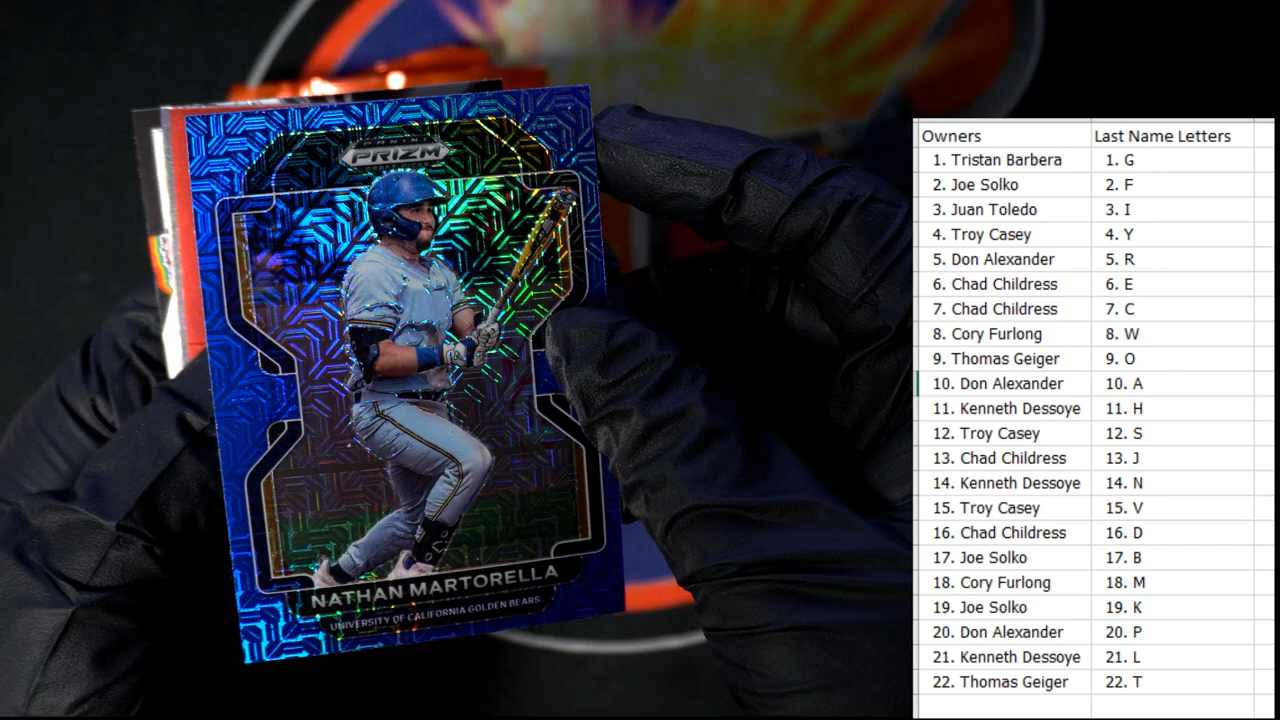 PANINI
PRIZM
DRAFT PICKS
NATHAN MARTORELLA
UNIVERSITY OF CALIFORNIA GOLDEN BEARS
Owners Last Name Letters
1. Tristan Barbera 1. G
2. Joe Solko 2. F
3. Juan Toledo 3. I
4. Troy Casey 4. Y
5. Don Alexander 5. R
6. Chad Childress 6. E
7. Chad Childress 7. C
8. Cory Furlong 8. W
9. Thomas Geiger 9. O
10. Don Alexander 10. A
11. Kenneth Dessoye 11. H
12. Troy Casey 12. S
13. Chad Childress 13. J
14. Kenneth Dessoye 14. N
15. Troy Casey 15. V
16. Chad Childress 16. D
17. Joe Solko 17. B
18. Cory Furlong 18. M
19. Joe Solko 19. K
20. Don Alexander 20. P
21. Kenneth Dessoye 21. L
22. Thomas Geiger 22. T